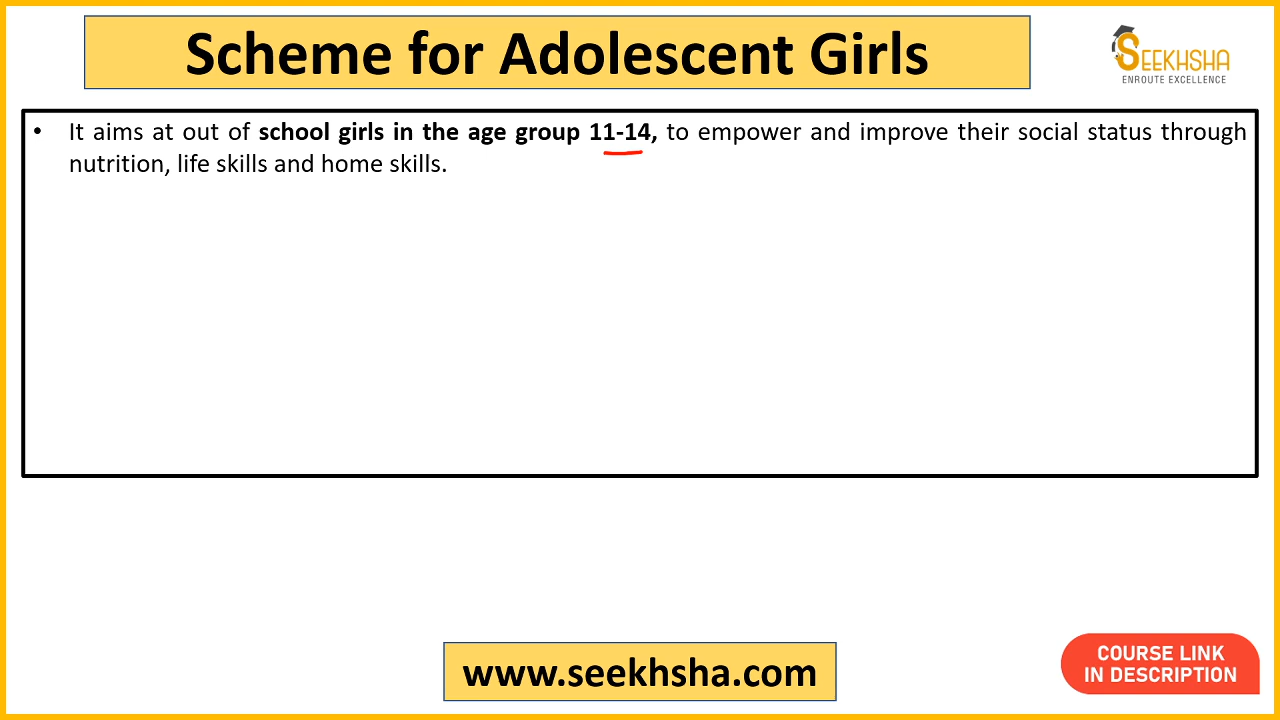 Scheme for Adolescent Girls
SEEKHSHA
ENROUTE EXCELLENCE
• It aims at out of school girls in the age group 11-14, to empower and improve their social status through
nutrition, life skills and home skills.
www.seekhsha.com
COURSE LINK
IN DESCRIPTION